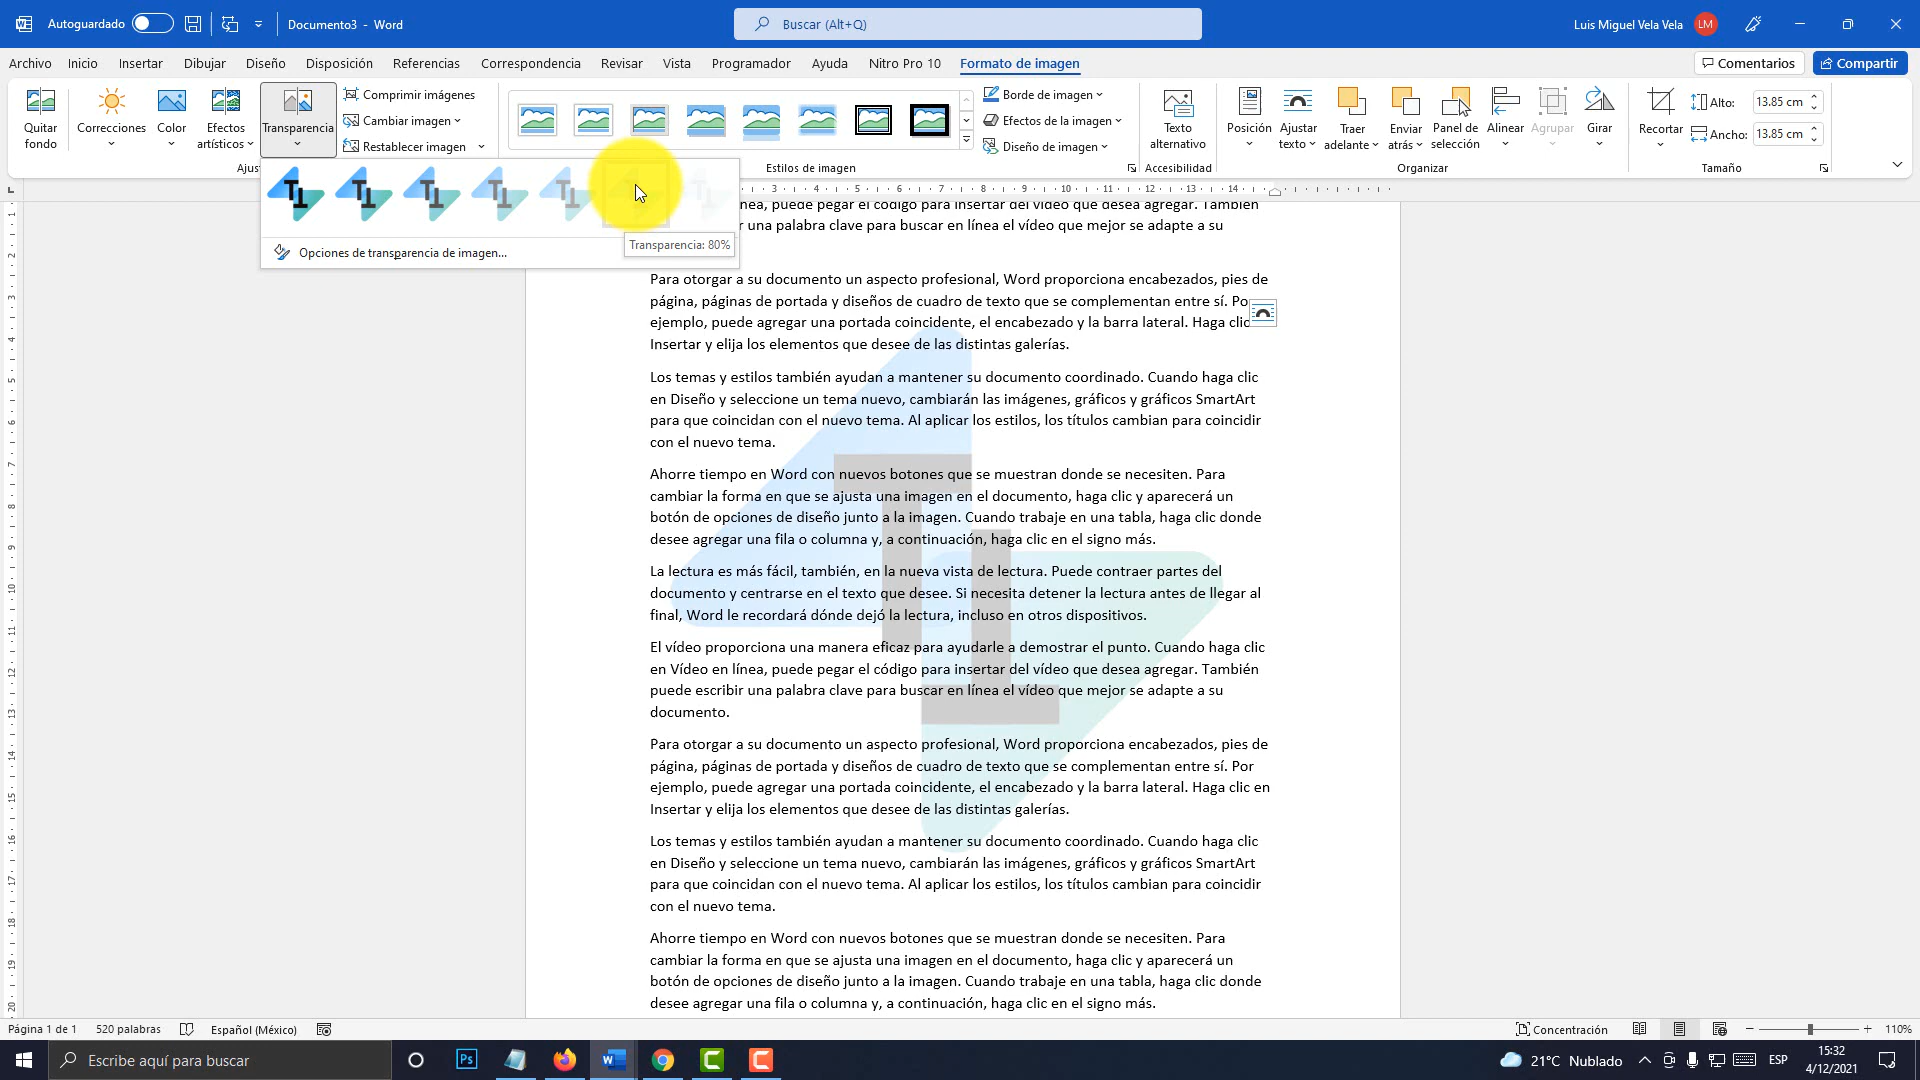 Autoguardado
Documento3 - Word
Buscar (Alt+Q)
Luis Miguel Vela Vela
LM
Archivo
Inicio
Insertar
Dibujar
Diseño
Disposición
Referencias
Correspondencia
Revisar
Vista
Programador
Ayuda
Nitro Pro 10
Formato de imagen
Comentarios
Compartir
Quitar fondo
Correcciones
Color
Efectos artísticos
Transparencia
Comprimir imágenes
Cambiar imagen
Restablecer imagen
Borde de imagen
Efectos de la imagen
Diseño de imagen
Texto alternativo
Posición
Ajustar texto
Traer adelante
Enviar atrás
Panel de selección
Alinear
Agrupar
Girar
Recortar
Alto: 13.85 cm
Ancho: 13.85 cm
Ajus
Estilos de imagen
Accesibilidad
Organizar
Tamaño
Transparencia: 80%
Opciones de transparencia de imagen...
nea, puede pegar el código para insertar del vídeo que desea agregar. También
r una palabra clave para buscar en línea el vídeo que mejor se adapte a su
Para otorgar a su documento un aspecto profesional, Word proporciona encabezados, pies de
página, páginas de portada y diseños de cuadro de texto que se complementan entre sí. Po
ejemplo, puede agregar una portada coincidente, el encabezado y la barra lateral. Haga clic
Insertar y elija los elementos que desee de las distintas galerías.
Los temas y estilos también ayudan a mantener su documento coordinado. Cuando haga clic
en Diseño y seleccione un tema nuevo, cambiarán las imágenes, gráficos y gráficos SmartArt
para que coincidan con el nuevo tema. Al aplicar los estilos, los títulos cambian para coincidir
con el nuevo tema.
Ahorre tiempo en Word con nuevos botones que se muestran donde se necesiten. Para
cambiar la forma en que se ajusta una imagen en el documento, haga clic y aparecerá un
botón de opciones de diseño junto a la imagen. Cuando trabaje en una tabla, haga clic donde
desee agregar una fila o columna y, a continuación, haga clic en el signo más.
La lectura es más fácil, también, en la nueva vista de lectura. Puede contraer partes del
documento y centrarse en el texto que desee. Si necesita detener la lectura antes de llegar al
final, Word le recordará dónde dejó la lectura, incluso en otros dispositivos.
El vídeo proporciona una manera eficaz para ayudarle a demostrar el punto. Cuando haga clic
en Vídeo en línea, puede pegar el código para insertar del vídeo que desea agregar. También
puede escribir una palabra clave para buscar en línea el vídeo que mejor se adapte a su
documento.
Para otorgar a su documento un aspecto profesional, Word proporciona encabezados, pies de
página, páginas de portada y diseños de cuadro de texto que se complementan entre sí. Por
ejemplo, puede agregar una portada coincidente, el encabezado y la barra lateral. Haga clic en
Insertar y elija los elementos que desee de las distintas galerías.
Los temas y estilos también ayudan a mantener su documento coordinado. Cuando haga clic
en Diseño y seleccione un tema nuevo, cambiarán las imágenes, gráficos y gráficos SmartArt
para que coincidan con el nuevo tema. Al aplicar los estilos, los títulos cambian para coincidir
con el nuevo tema.
Ahorre tiempo en Word con nuevos botones que se muestran donde se necesiten. Para
cambiar la forma en que se ajusta una imagen en el documento, haga clic y aparecerá un
botón de opciones de diseño junto a la imagen. Cuando trabaje en una tabla, haga clic donde
desee agregar una fila o columna y, a continuación, haga clic en el signo más.
Página 1 de 1
520 palabras
Español (México)
Concentración
110%
Escribe aquí para buscar
Ps
21°C Nublado
ESP
15:32
4/12/2021